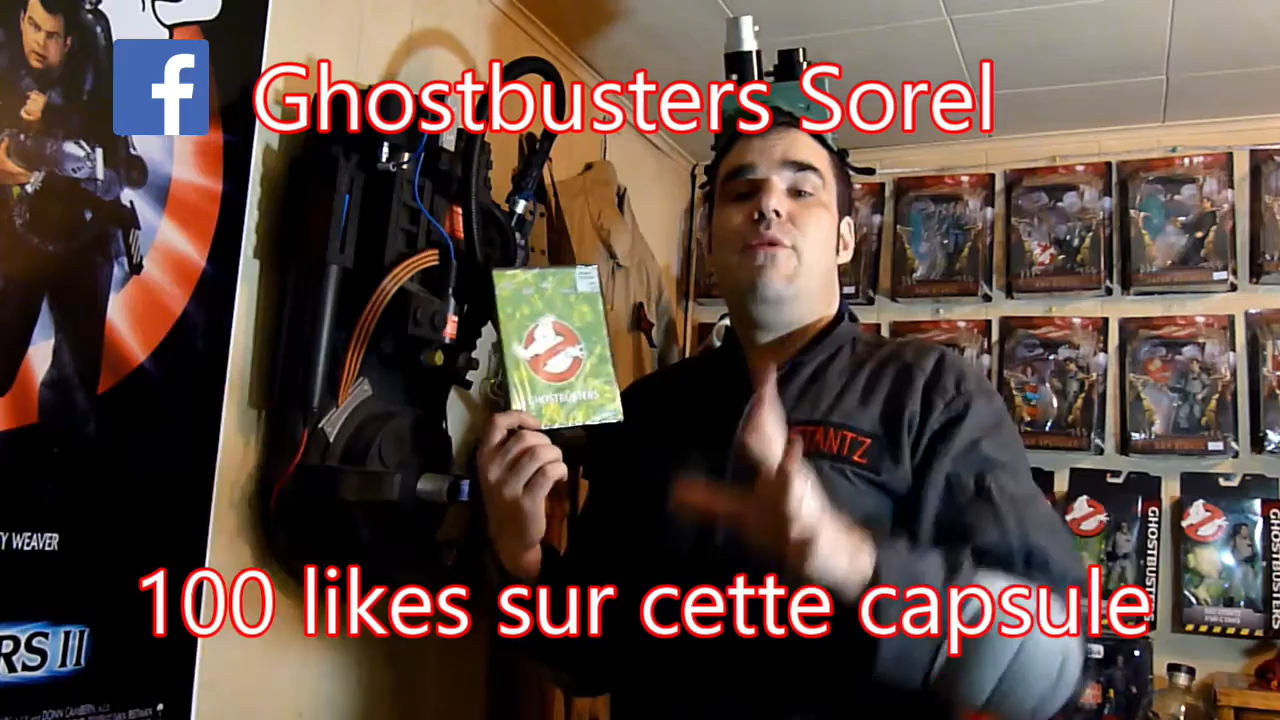 f Ghostbusters Sorel
GHOSTBUSTERS
TANTZ
GHOSTBUSTERS
GHOSTBUSTERS
Y WEAVER
100 likes sur cette capsule
RS II